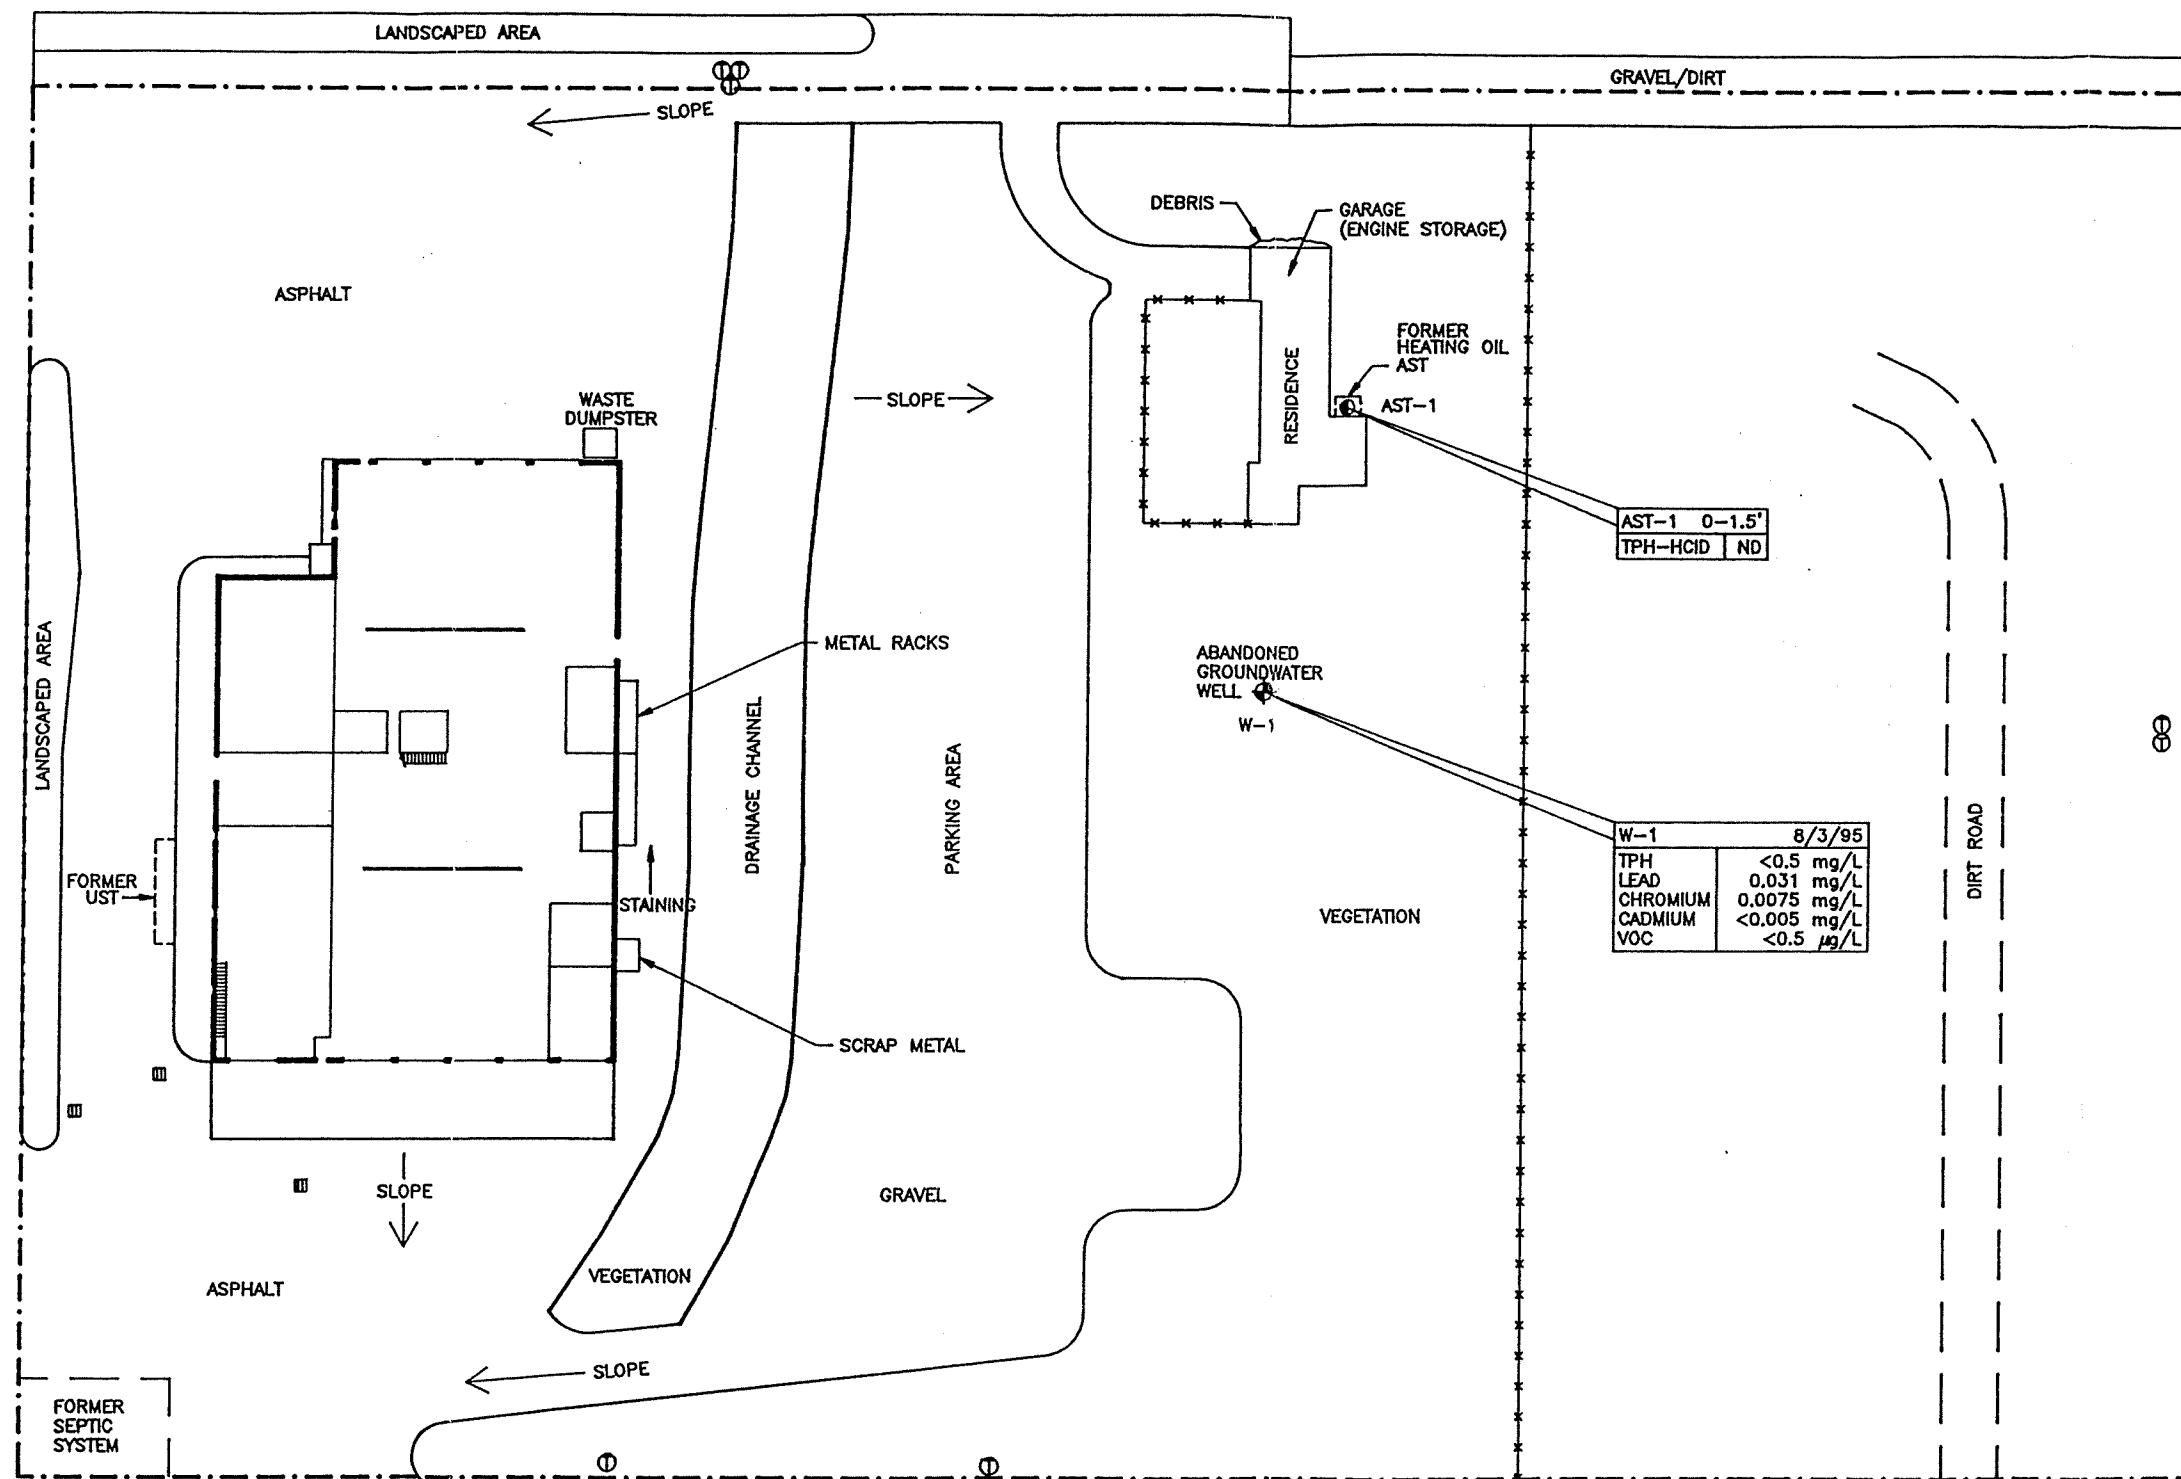 LANDSCAPED AREA
GRAVEL/DIRT
SLOPE
DEBRIS
GARAGE
(ENGINE STORAGE)
ASPHALT
FORMER
HEATING OIL
AST
AST-1
RESIDENCE
WASTE
DUMPSTER
SLOPE
AST-1 0-1.5'
TPH-HCID ND
LANDSCAPED AREA
METAL RACKS
ABANDONED
GROUNDWATER
WELL
W-1
DRAINAGE CHANNEL
PARKING AREA
W-1 8/3/95
TPH <0.5 mg/L
LEAD 0.031 mg/L
CHROMIUM 0.0075 mg/L
CADMIUM <0.005 mg/L
VOC <0.5 µg/L
DIRT ROAD
FORMER
UST
STAINING
VEGETATION
SCRAP METAL
SLOPE
GRAVEL
VEGETATION
ASPHALT
SLOPE
FORMER
SEPTIC
SYSTEM